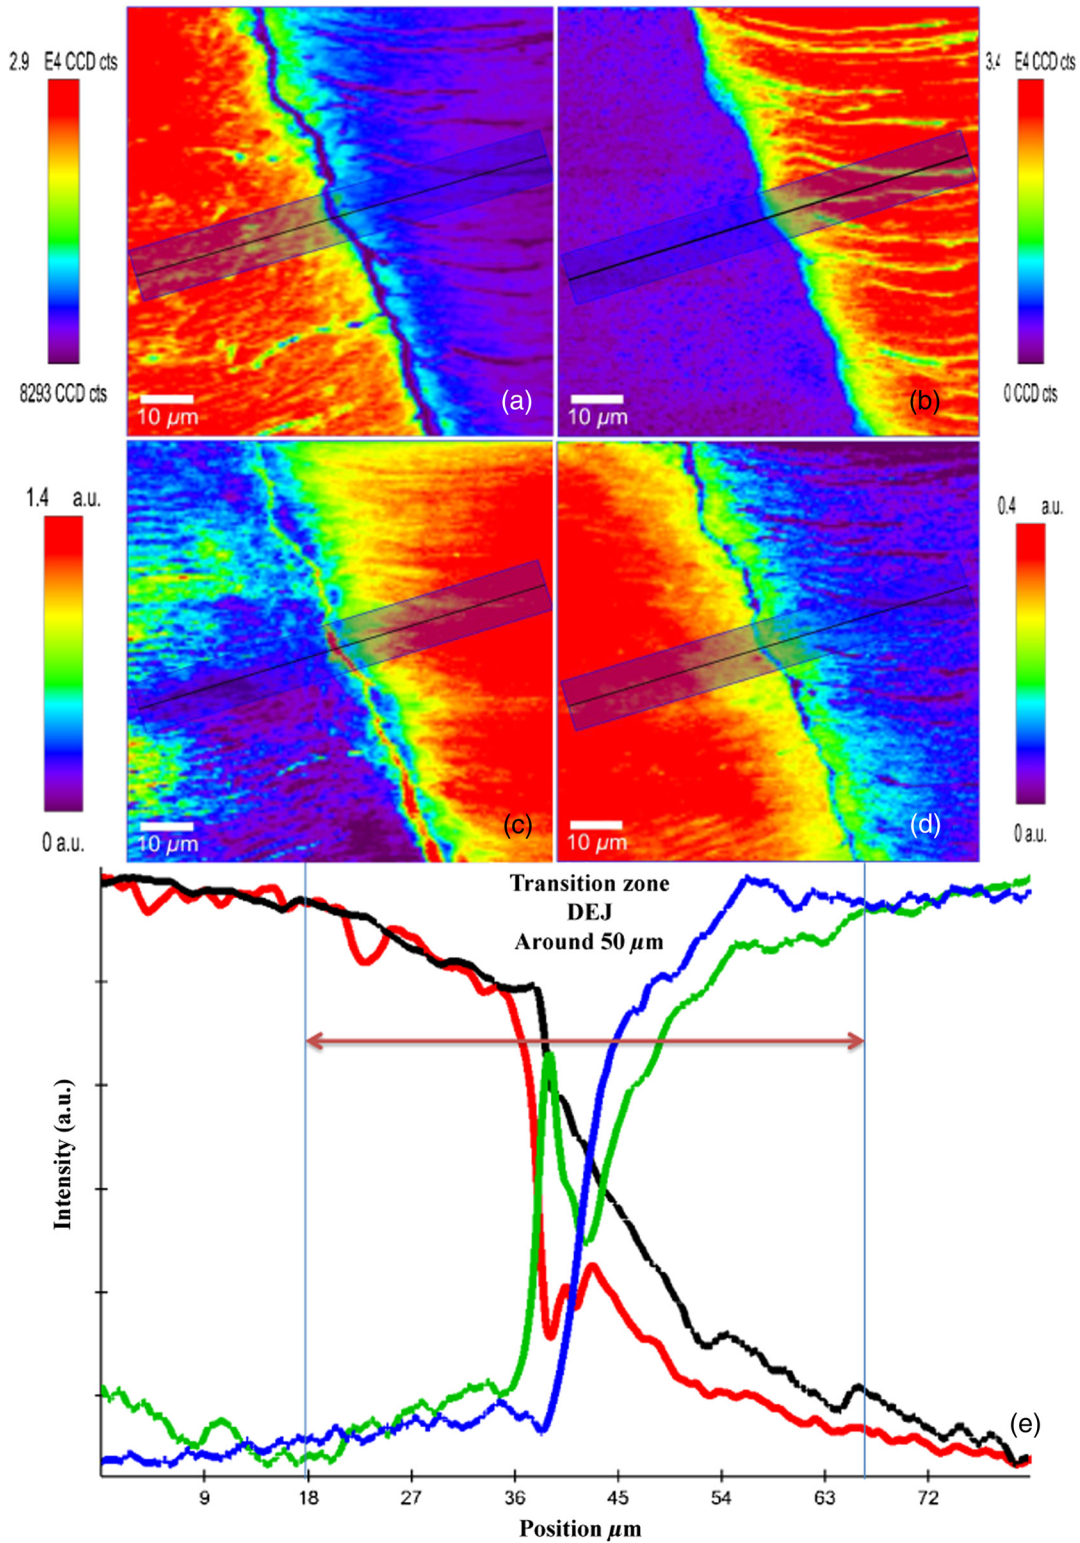 2.9 E4 CCD cts
8293 CCD cts
10 µm
(a)
3.4 E4 CCD cts
0 CCD cts
10 µm
(b)
1.4 a.u.
0 a.u.
10 µm
(c)
0.4 a.u.
0 a.u.
10 µm
(d)
Transition zone
DEJ
Around 50 µm
Intensity (a.u.)
(e)
9 18 27 36 45 54 63 72
Position µm